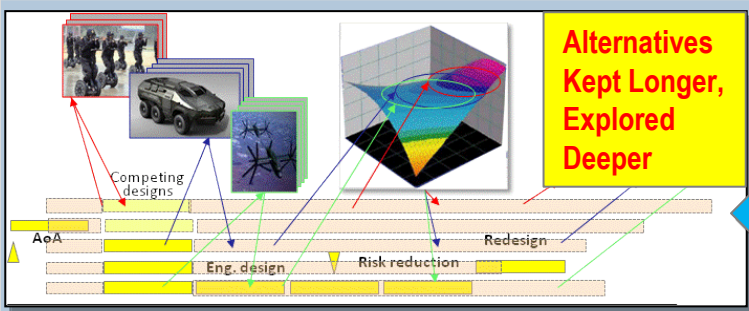 Alternatives
Kept Longer,
Explored
Deeper
Competing
designs
AoA
Redesign
Eng. design
Risk reduction